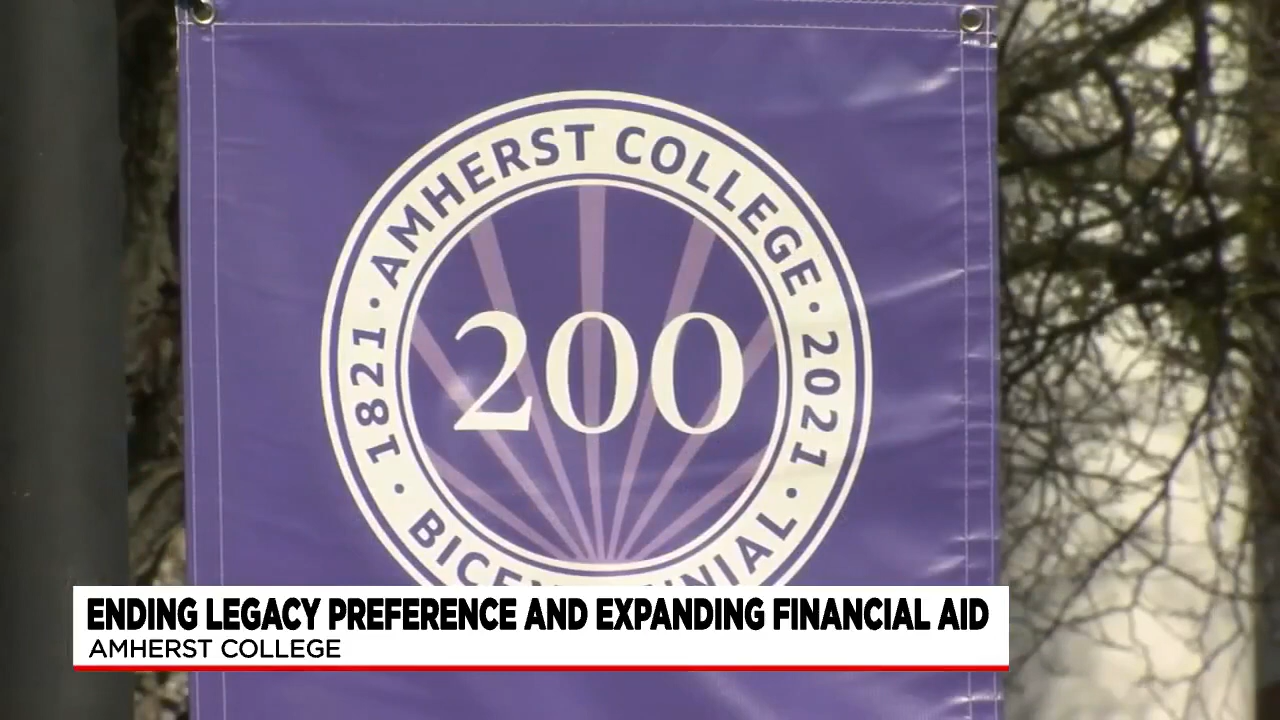 1821 • AMHERST COLLEGE • 2021 •
200
ENDING LEGACY PREFERENCE AND EXPANDING FINANCIAL AID
AMHERST COLLEGE